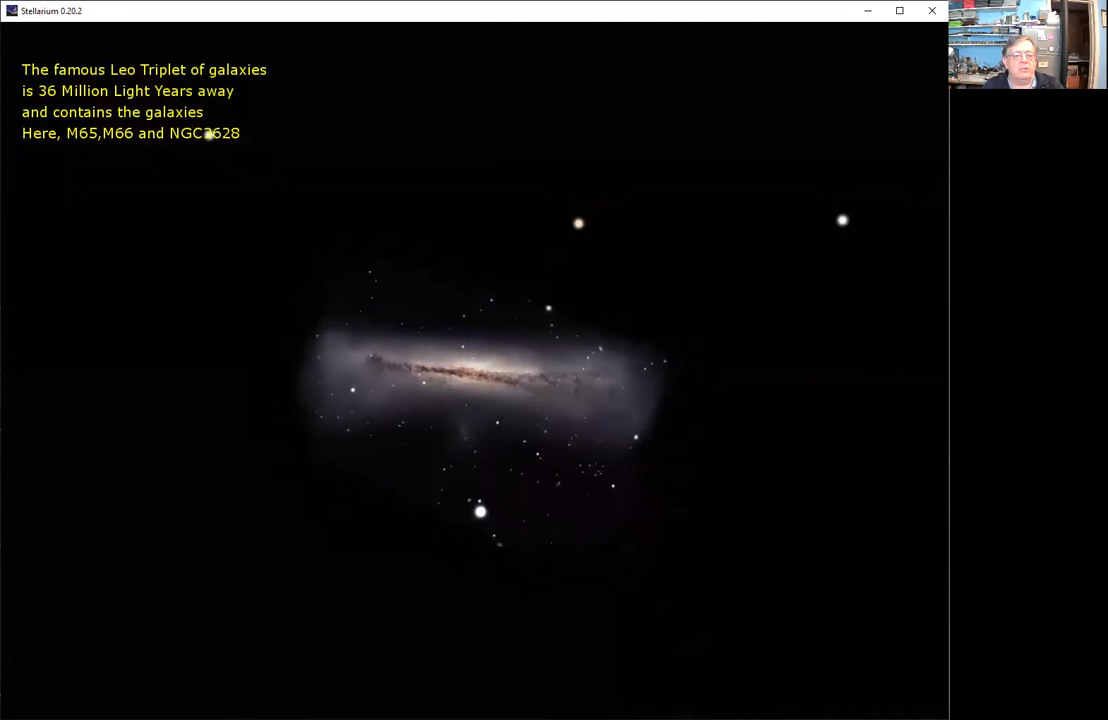 Stellarium 0.20.2
The famous Leo Triplet of galaxies
is 36 Million Light Years away
and contains the galaxies
Here, M65,M66 and NGC3628